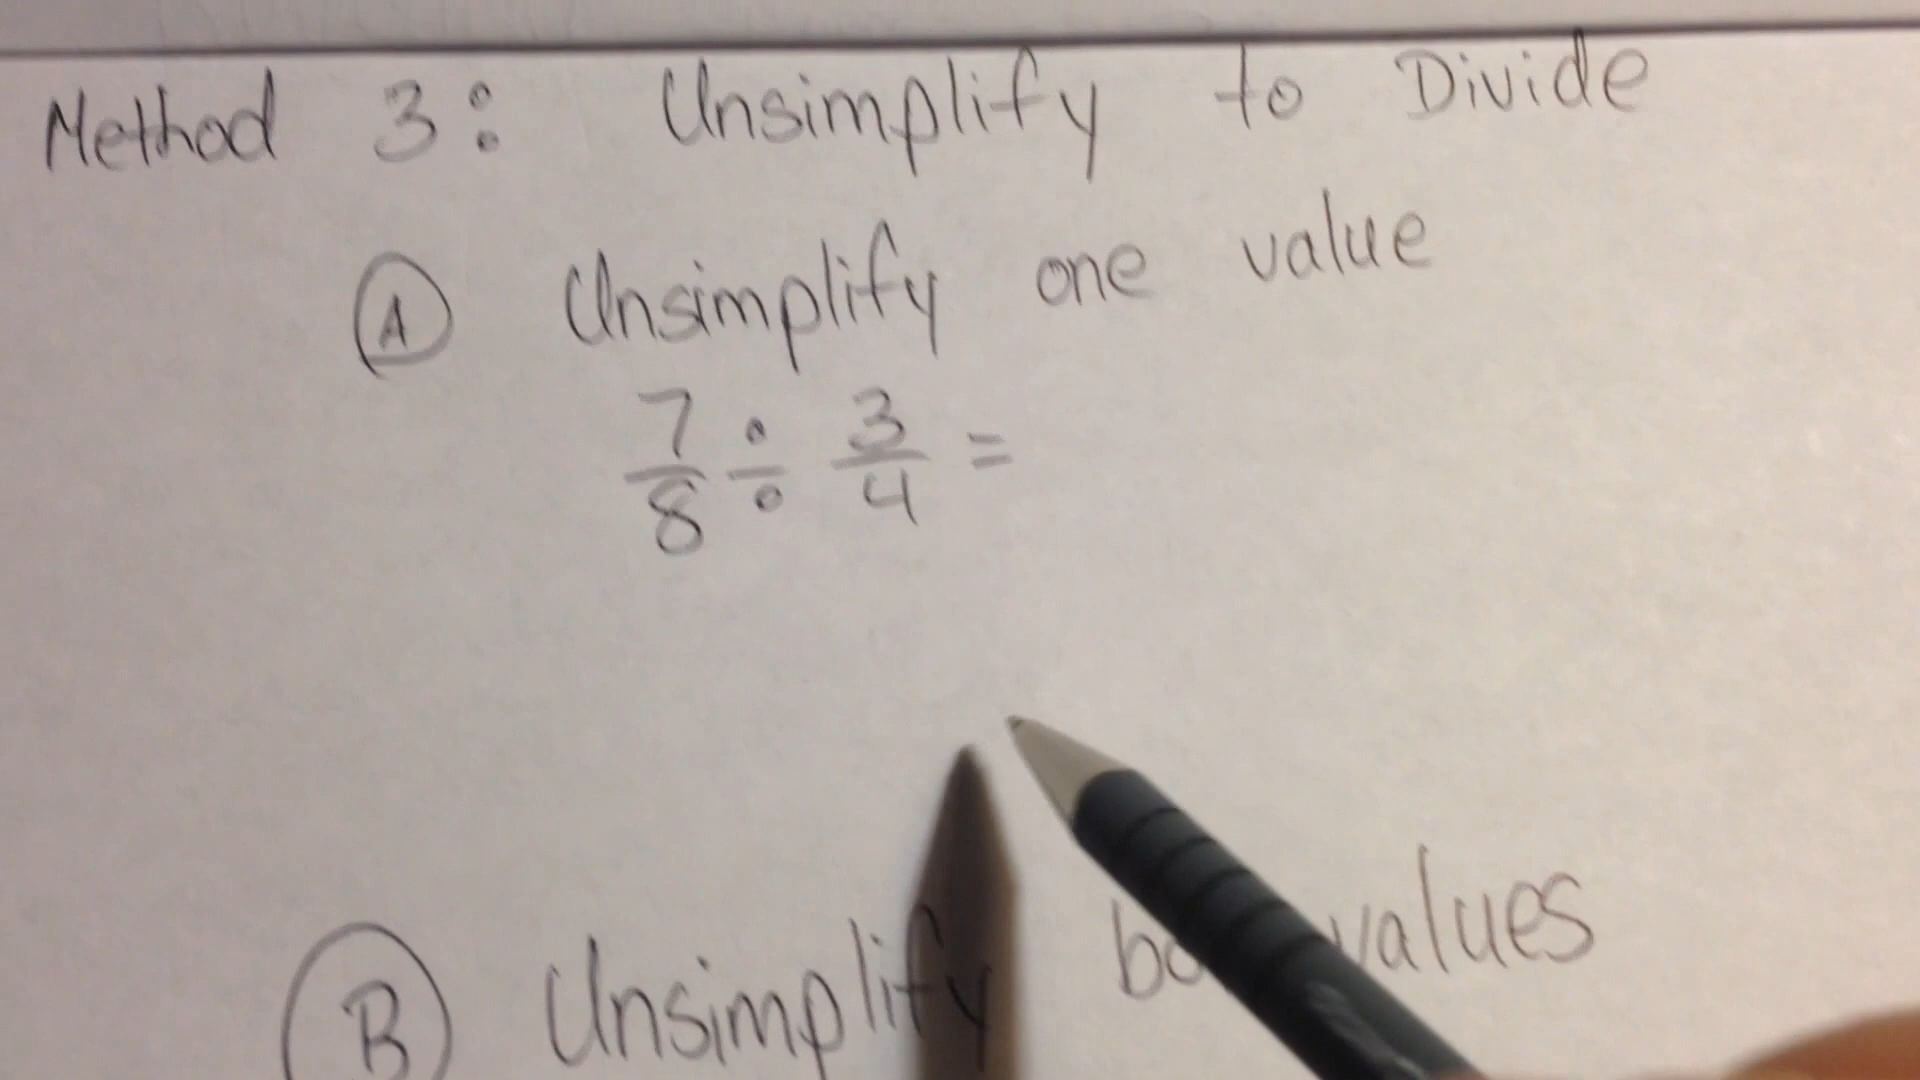 Method 3: Unsimplify to Divide
A Unsimplify one value
7/8 ÷ 3/4 =
B Unsimplify values